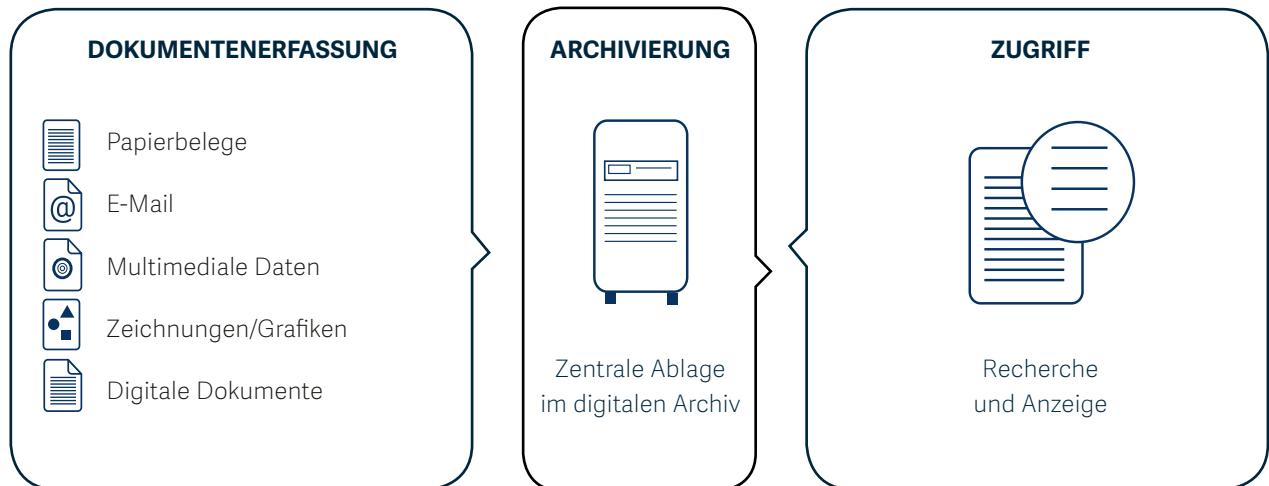 DOKUMENTENERFASSUNG
Papierbelege
@
E-Mail
Multimediale Daten
Zeichnungen/Grafiken
Digitale Dokumente
ARCHIVIERUNG
Zentrale Ablage
im digitalen Archiv
ZUGRIFF
Recherche
und Anzeige